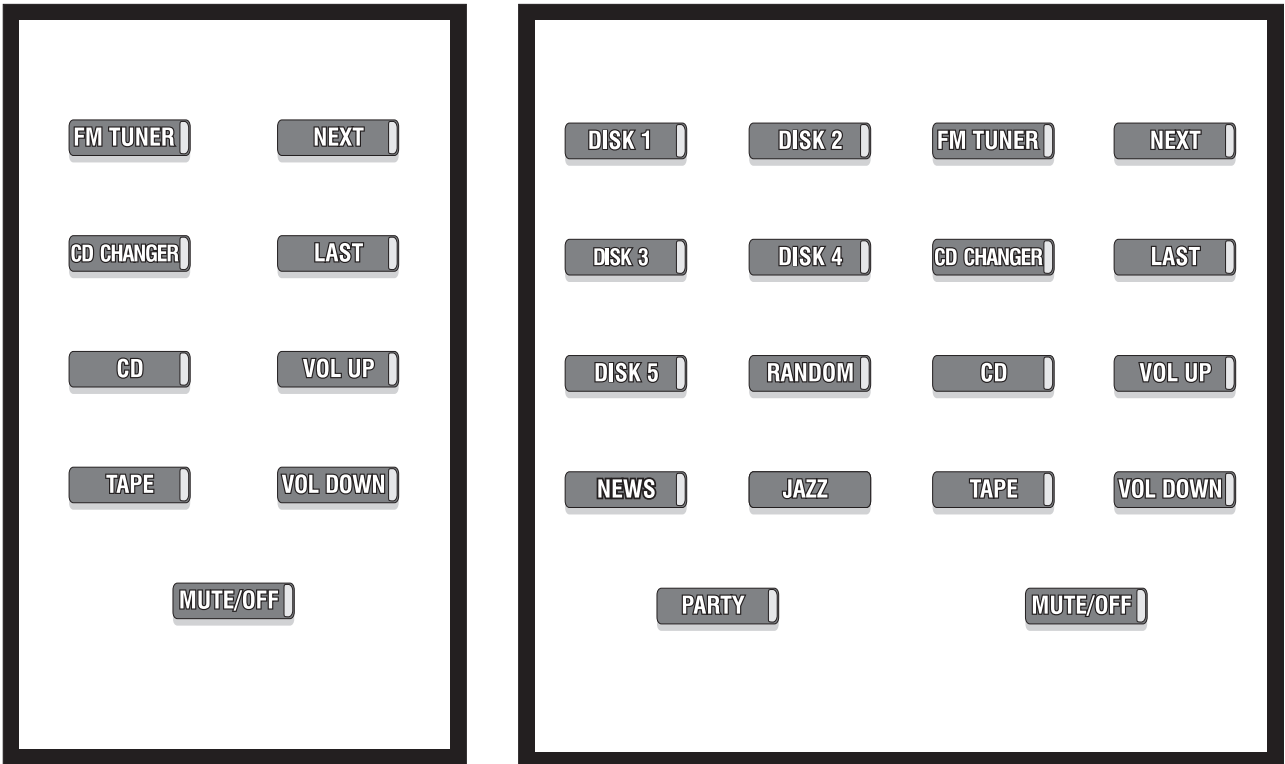 FM TUNER NEXT
CD CHANGER LAST
CD VOL UP
TAPE VOL DOWN
MUTE/OFF
DISK 1 DISK 2 FM TUNER NEXT
DISK 3 DISK 4 CD CHANGER LAST
DISK 5 RANDOM CD VOL UP
NEWS JAZZ TAPE VOL DOWN
PARTY MUTE/OFF